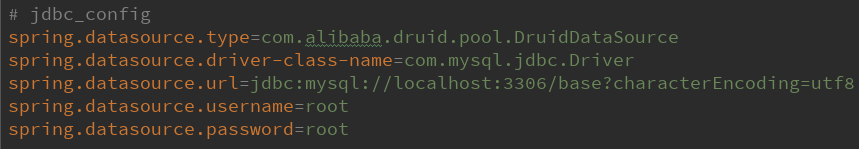 # jdbc_config
spring.datasource.type=com.alibaba.druid.pool.DruidDataSource
spring.datasource.driver-class-name=com.mysql.jdbc.Driver
spring.datasource.url=jdbc:mysql://localhost:3306/base?characterEncoding=utf8
spring.datasource.username=root
spring.datasource.password=root